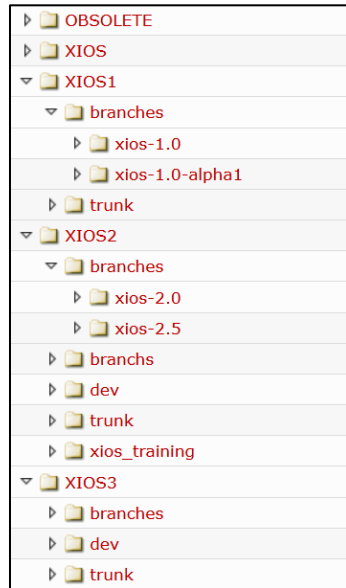 OBSOLETE
XIOS
XIOS1
branches
xios-1.0
xios-1.0-alpha1
trunk
XIOS2
branches
xios-2.0
xios-2.5
branchs
dev
trunk
xios_training
XIOS3
branches
dev
trunk